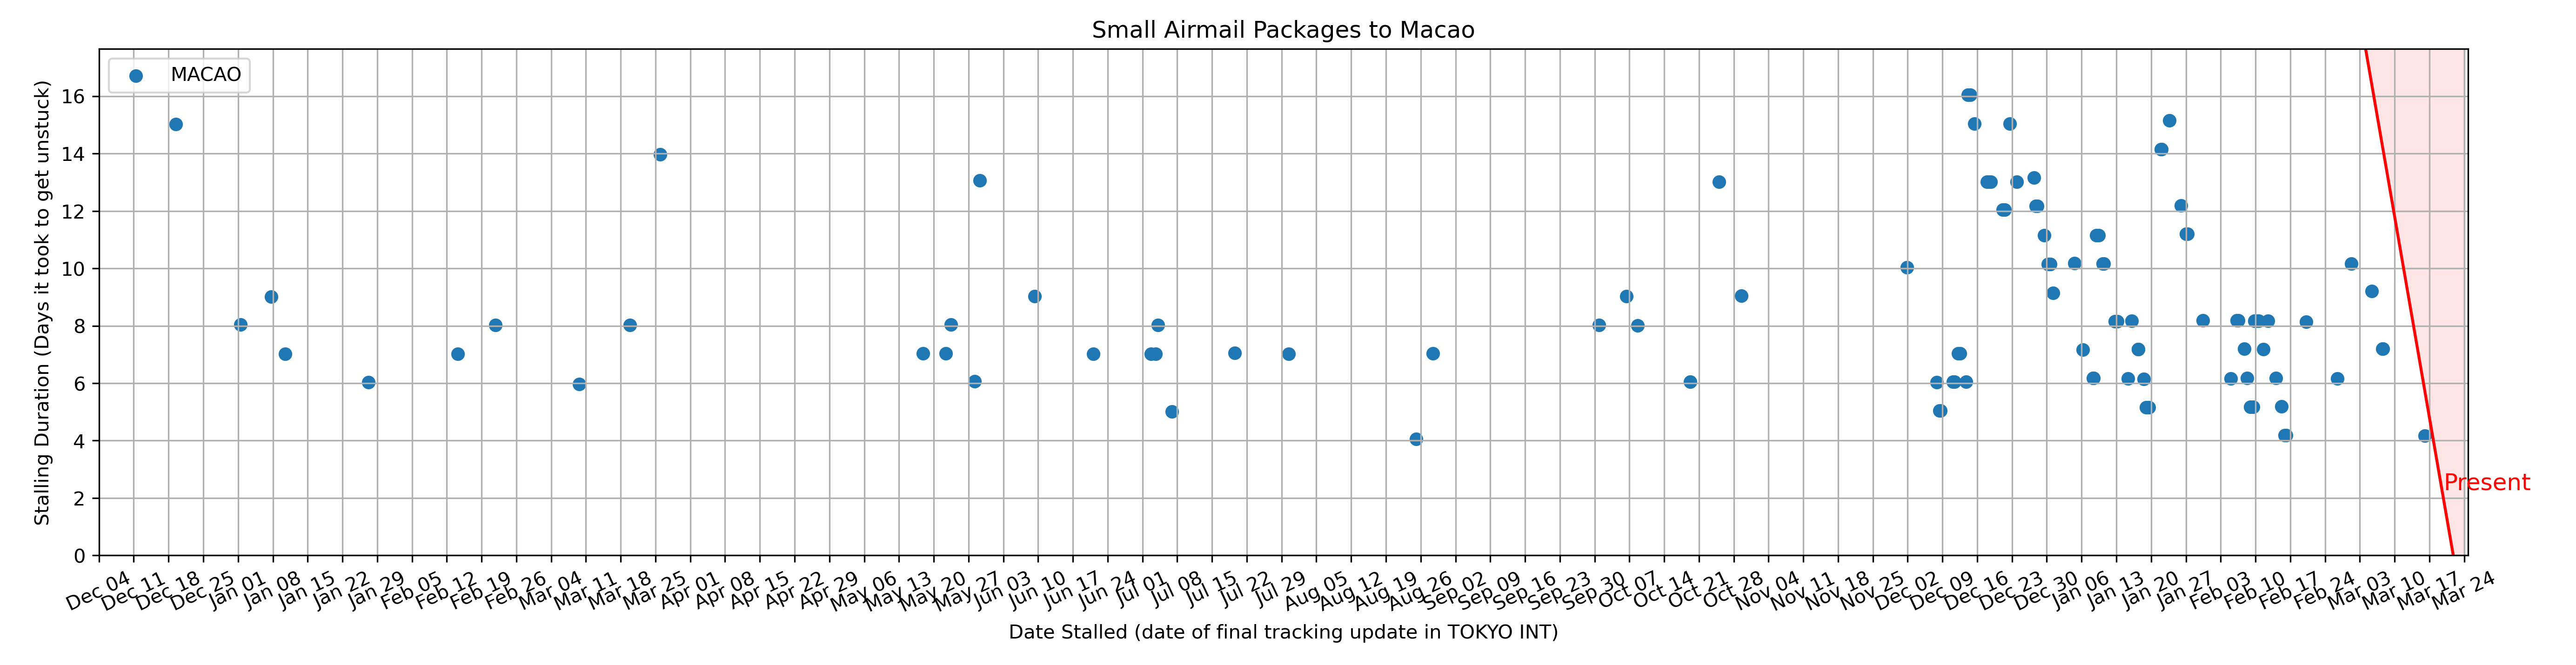 Small Airmail Packages to Macao
MACAO
Stalling Duration (Days it took to get unstuck)
16
14
12
10
8
6
4
2
0
Present
Dec 04
Dec 11
Dec 18
Dec 25
Jan 01
Jan 08
Jan 15
Jan 22
Jan 29
Feb 05
Feb 12
Feb 19
Feb 26
Mar 04
Mar 11
Mar 18
Mar 25
Apr 01
Apr 08
Apr 15
Apr 22
Apr 29
May 06
May 13
May 20
May 27
Jun 03
Jun 10
Jun 17
Jun 24
Jul 01
Jul 08
Jul 15
Jul 22
Jul 29
Aug 05
Aug 12
Aug 19
Aug 26
Sep 02
Sep 09
Sep 16
Sep 23
Sep 30
Oct 07
Oct 14
Oct 21
Oct 28
Nov 04
Nov 11
Nov 18
Nov 25
Dec 02
Dec 09
Dec 16
Dec 23
Dec 30
Jan 06
Jan 13
Jan 20
Jan 27
Feb 03
Feb 10
Feb 17
Feb 24
Mar 03
Mar 10
Mar 17
Mar 24
Date Stalled (date of final tracking update in TOKYO INT)